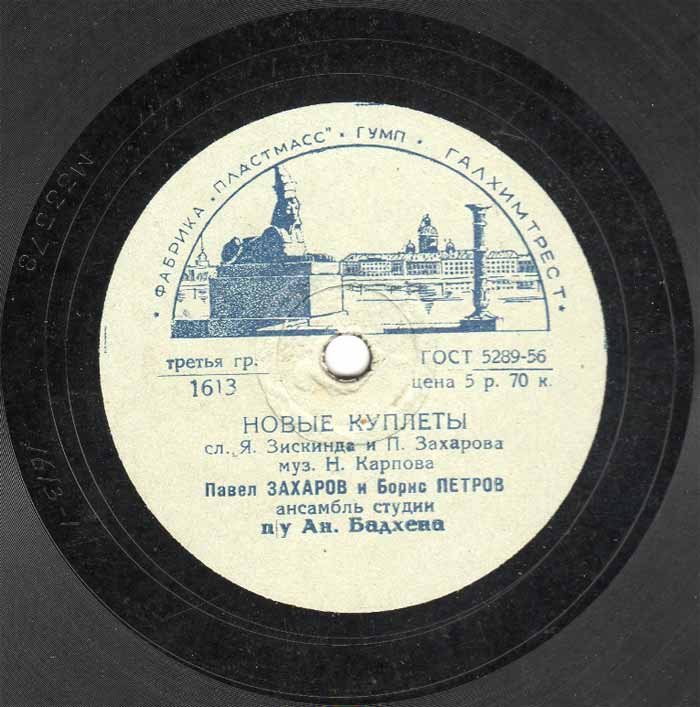 * ФАБРИКА „ПЛАСТМАСС" * ГУМП * ГАЛХИМТРЕСТ *
третья гр.
1613
ГОСТ 5289-56
цена 5 р. 70 к.
НОВЫЕ КУПЛЕТЫ
сл. Я. Зискинда и П. Захарова
муз. Н. Карпова
Павел ЗАХАРОВ и Борис ПЕТРОВ
ансамбль студии
п/у Ан. Бадхена